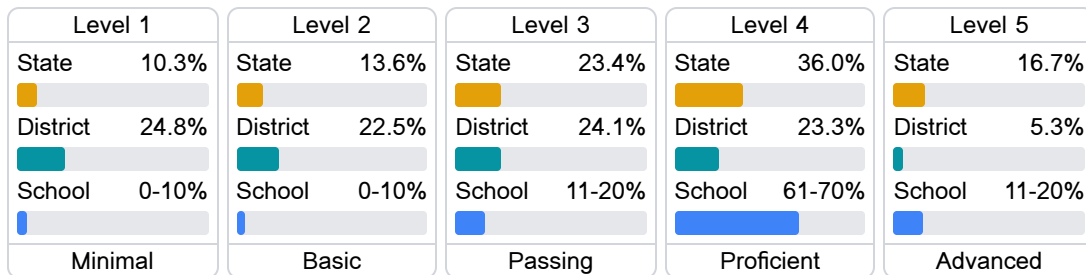 Level 1
State 10.3%
District 24.8%
School 0-10%
Minimal
Level 2
State 13.6%
District 22.5%
School 0-10%
Basic
Level 3
State 23.4%
District 24.1%
School 11-20%
Passing
Level 4
State 36.0%
District 23.3%
School 61-70%
Proficient
Level 5
State 16.7%
District 5.3%
School 11-20%
Advanced